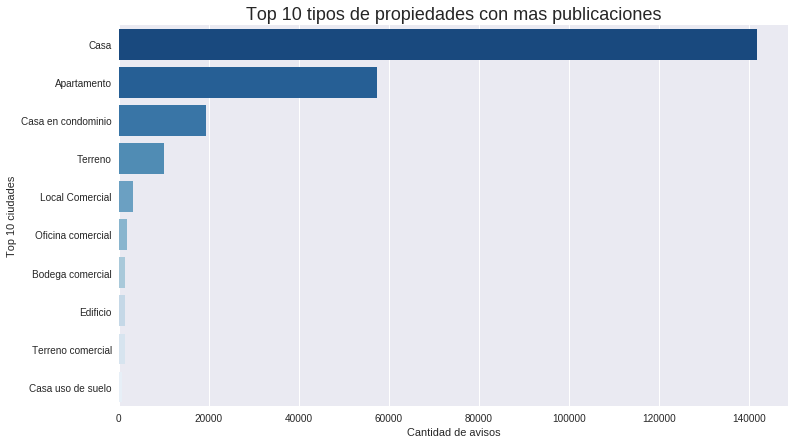 Top 10 tipos de propiedades con mas publicaciones
Top 10 ciudades
Casa
Apartamento
Casa en condominio
Terreno
Local Comercial
Oficina comercial
Bodega comercial
Edificio
Terreno comercial
Casa uso de suelo
0 20000 40000 60000 80000 100000 120000 140000
Cantidad de avisos